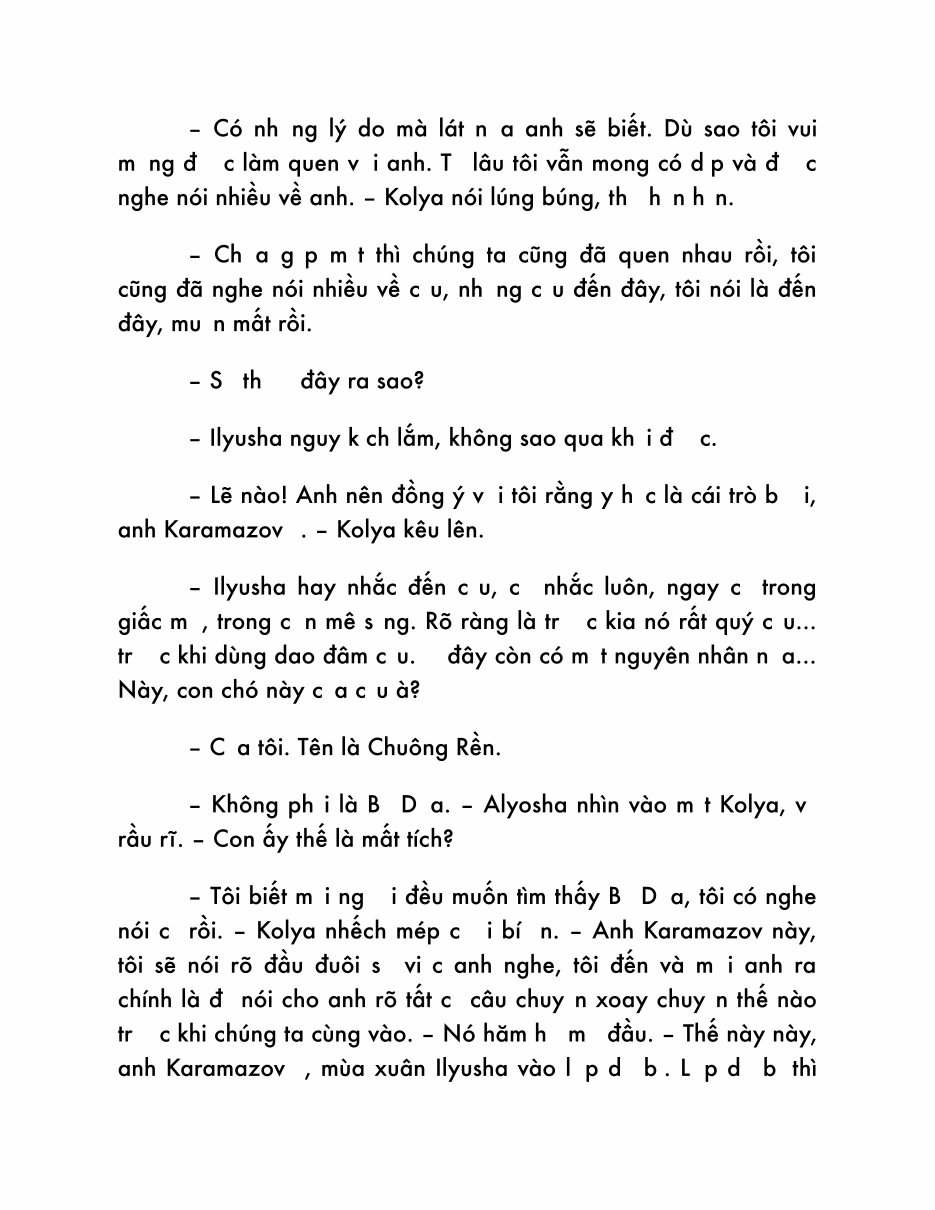 – Có nh ng lý do mà lát n a anh sẽ biết. Dù sao tôi vui
m ng đ c làm quen v i anh. T lâu tôi vẫn mong có d p và đ c
nghe nói nhiều về anh. – Kolya nói lúng búng, th h n h n.
– Ch a g p m t thì chúng ta cũng đã quen nhau rồi, tôi
cũng đã nghe nói nhiều về c u, nh ng c u đến đây, tôi nói là đến
đây, mu n mất rồi.
– S th đây ra sao?
– Ilyusha nguy k ch lắm, không sao qua kh i đ c.
– Lẽ nào! Anh nên đồng ý v i tôi rằng y h c là cái trò b i,
anh Karamazov . – Kolya kêu lên.
– Ilyusha hay nhắc đến c u, c nhắc luôn, ngay c trong
giấc m , trong c n mê s ng. Rõ ràng là tr c kia nó rất quý c u...
tr c khi dùng dao đâm c u. đây còn có m t nguyên nhân n a...
Này, con chó này c a c u à?
– C a tôi. Tên là Chuông Rền.
– Không ph i là B D a. – Alyosha nhìn vào m t Kolya, v
rầu rĩ. – Con ấy thế là mất tích?
– Tôi biết m i ng i đều muốn tìm thấy B D a, tôi có nghe
nói c rồi. – Kolya nhếch mép c i bí n. – Anh Karamazov này,
tôi sẽ nói rõ đầu đuôi s vi c anh nghe, tôi đến và m i anh ra
chính là đ nói cho anh rõ tất c câu chuy n xoay chuy n thế nào
tr c khi chúng ta cùng vào. – Nó hăm h m đầu. – Thế này này,
anh Karamazov , mùa xuân Ilyusha vào l p d b . L p d b thì